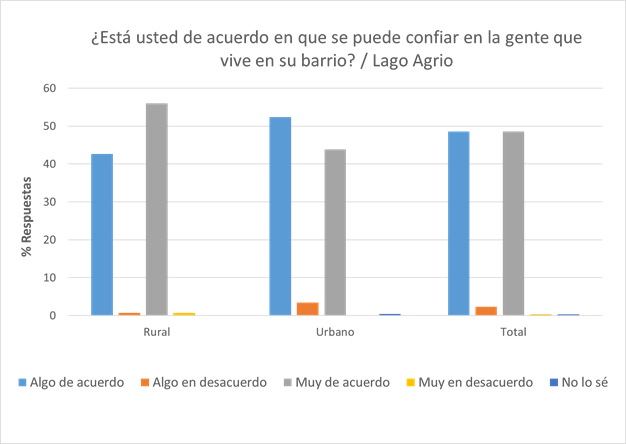 ¿Está usted de acuerdo en que se puede confiar en la gente que
vive en su barrio? / Lago Agrio
60
50
40
30
20
10
0
% Respuestas
Rural
Urbano
Total
Algo de acuerdo
Algo en desacuerdo
Muy de acuerdo
Muy en desacuerdo
No lo sé